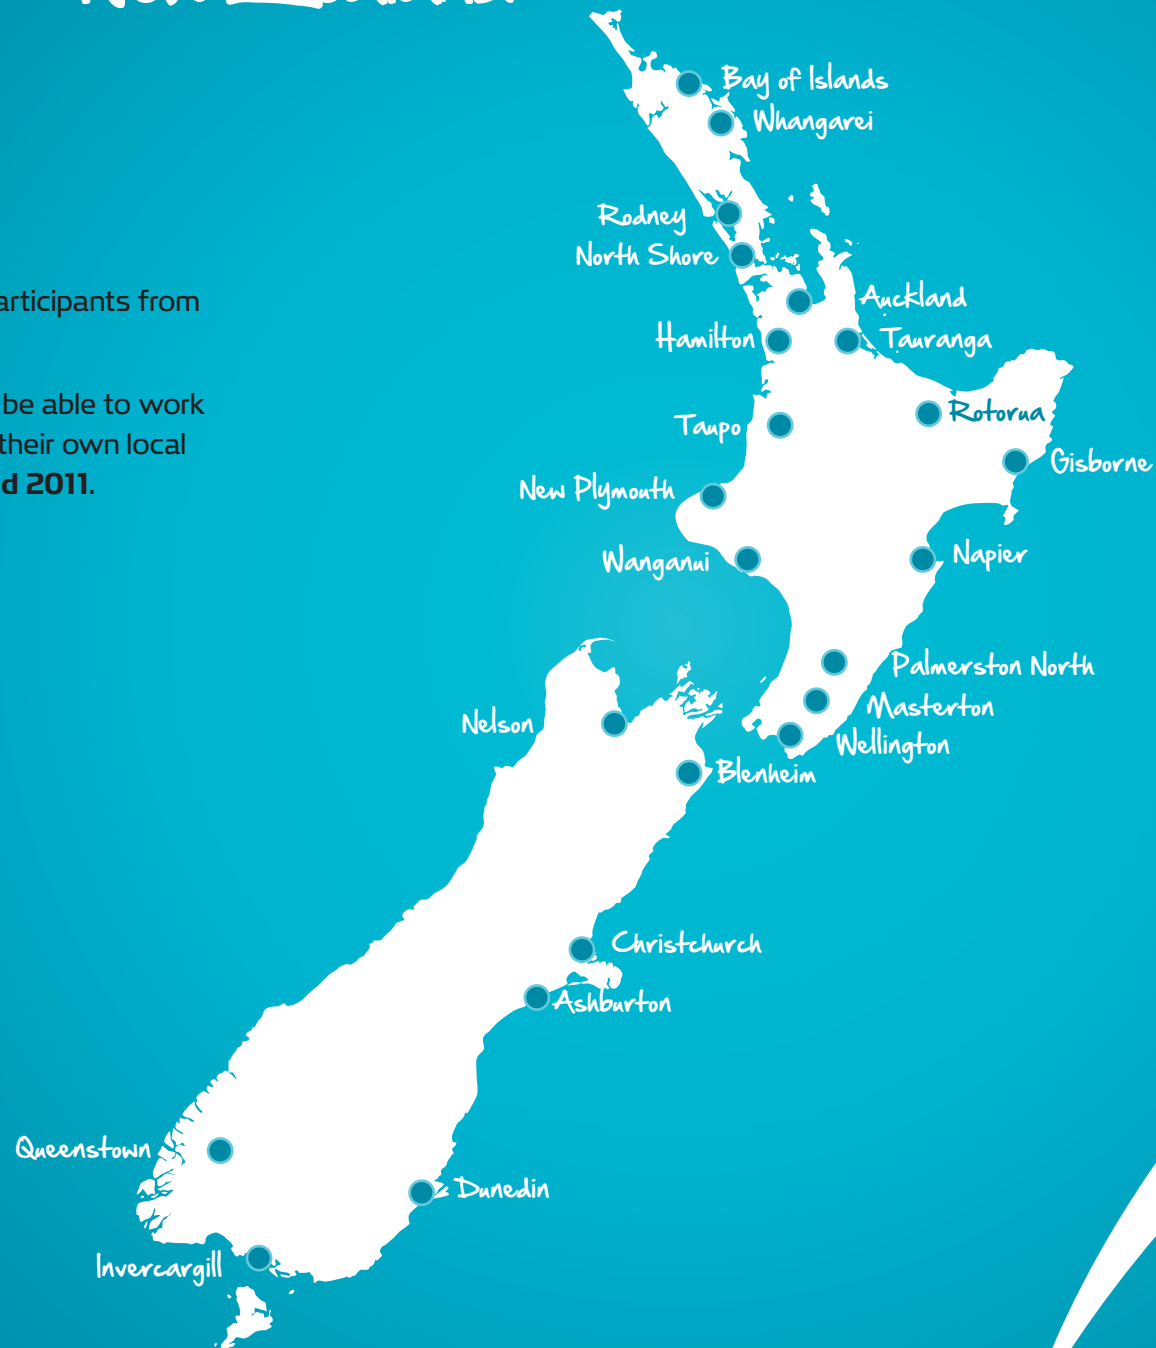 Bay of Islands
Whangarei
Rodney
North Shore
articipants from
Auckland
Hamilton
Tauranga
be able to work
Rotorua
Taupo
their own local
Gisborne
d 2011.
New Plymouth
Wanganui
Napier
Palmerston North
Masterton
Nelson
Wellington
Blenheim
Christchurch
Ashburton
Queenstown
Dunedin
Invercargill